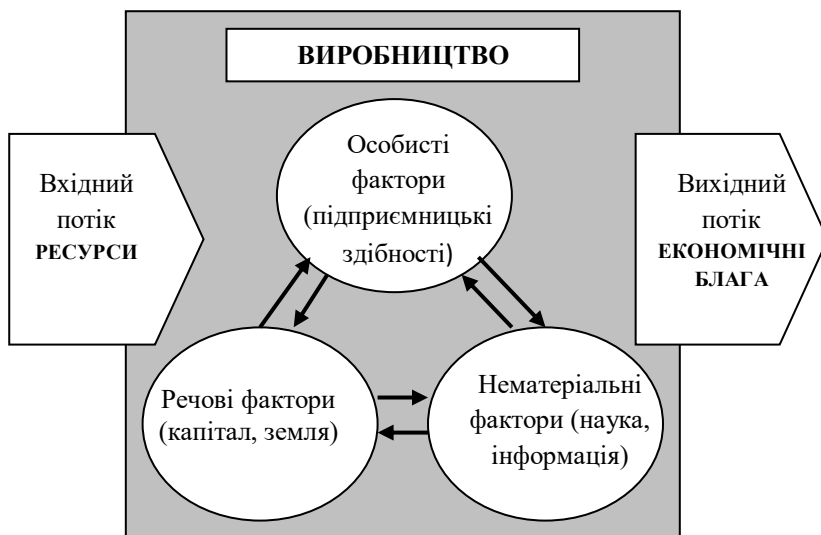 ВИРОБНИЦТВО
Вхідний
потік
РЕСУРСИ
Особисті
фактори
(підприємницькі
здібності)
Вихідний
потік
ЕКОНОМІЧНІ
БЛАГА
Речові фактори
(капітал, земля)
Нематеріальні
фактори (наука,
інформація)